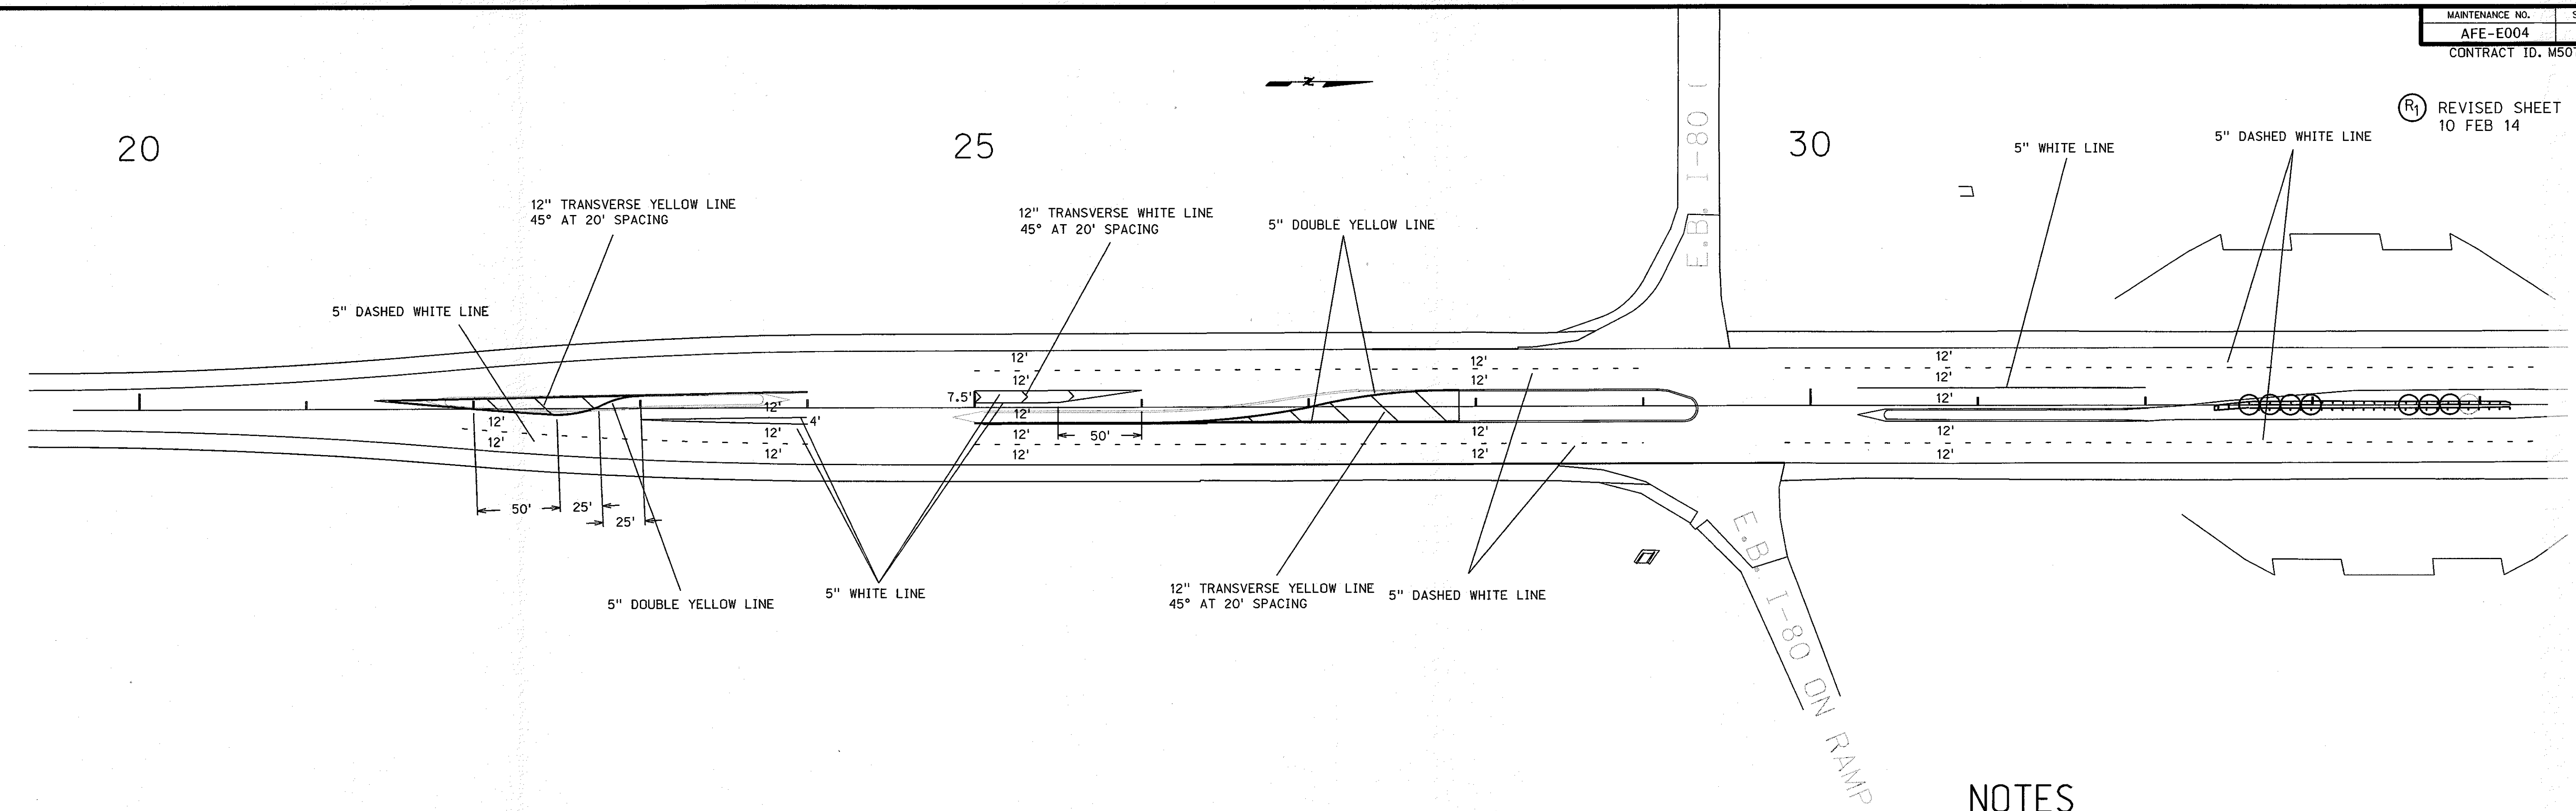 MAINTENANCE NO.
AFE-E004
CONTRACT ID.
R1 REVISED SHEET
10 FEB 14
20
25
30
12" TRANSVERSE YELLOW LINE
45° AT 20' SPACING
12" TRANSVERSE WHITE LINE
45° AT 20' SPACING
5" DOUBLE YELLOW LINE
5" WHITE LINE
5" DASHED WHITE LINE
5" DASHED WHITE LINE
E.B. I-80
12'
12'
12'
12'
12'
12'
7.5'
12'
12'
4'
12'
12'
12'
12'
12'
12'
12'
12'
12'
12'
12'
12'
12'
50'
50'
25'
25'
5" DOUBLE YELLOW LINE
5" WHITE LINE
12" TRANSVERSE YELLOW LINE
45° AT 20' SPACING
5" DASHED WHITE LINE
E.B. I-80 ON RAMP
NOTES